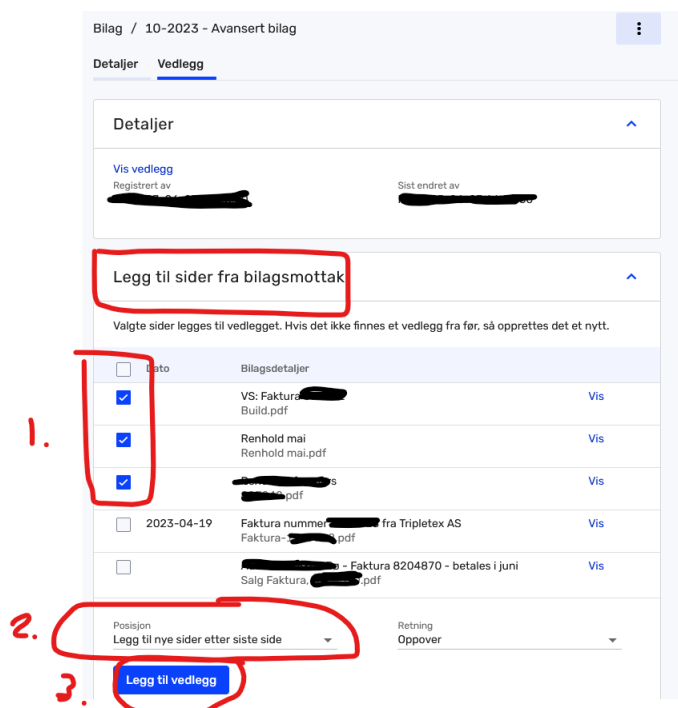 Bilag / 10-2023 - Avansert bilag
Detaljer Vedlegg
Detaljer
Vis vedlegg
Registrert av Sist endret av
Legg til sider fra bilagsmottak
Valgte sider legges til vedlegget. Hvis det ikke finnes et vedlegg fra før, så opprettes det et nytt.
Dato Bilagsdetaljer
1.
VS: Faktura Vis
Build.pdf
Renhold mai Vis
Renhold mai.pdf
Vis
.pdf
2023-04-19 Faktura nummer fra Tripletex AS Vis
Faktura- .pdf
- Faktura 8204870 - betales i juni Vis
Salg Faktura, .pdf
2.
Posisjon Retning
Legg til nye sider etter siste side Oppover
3.
Legg til vedlegg